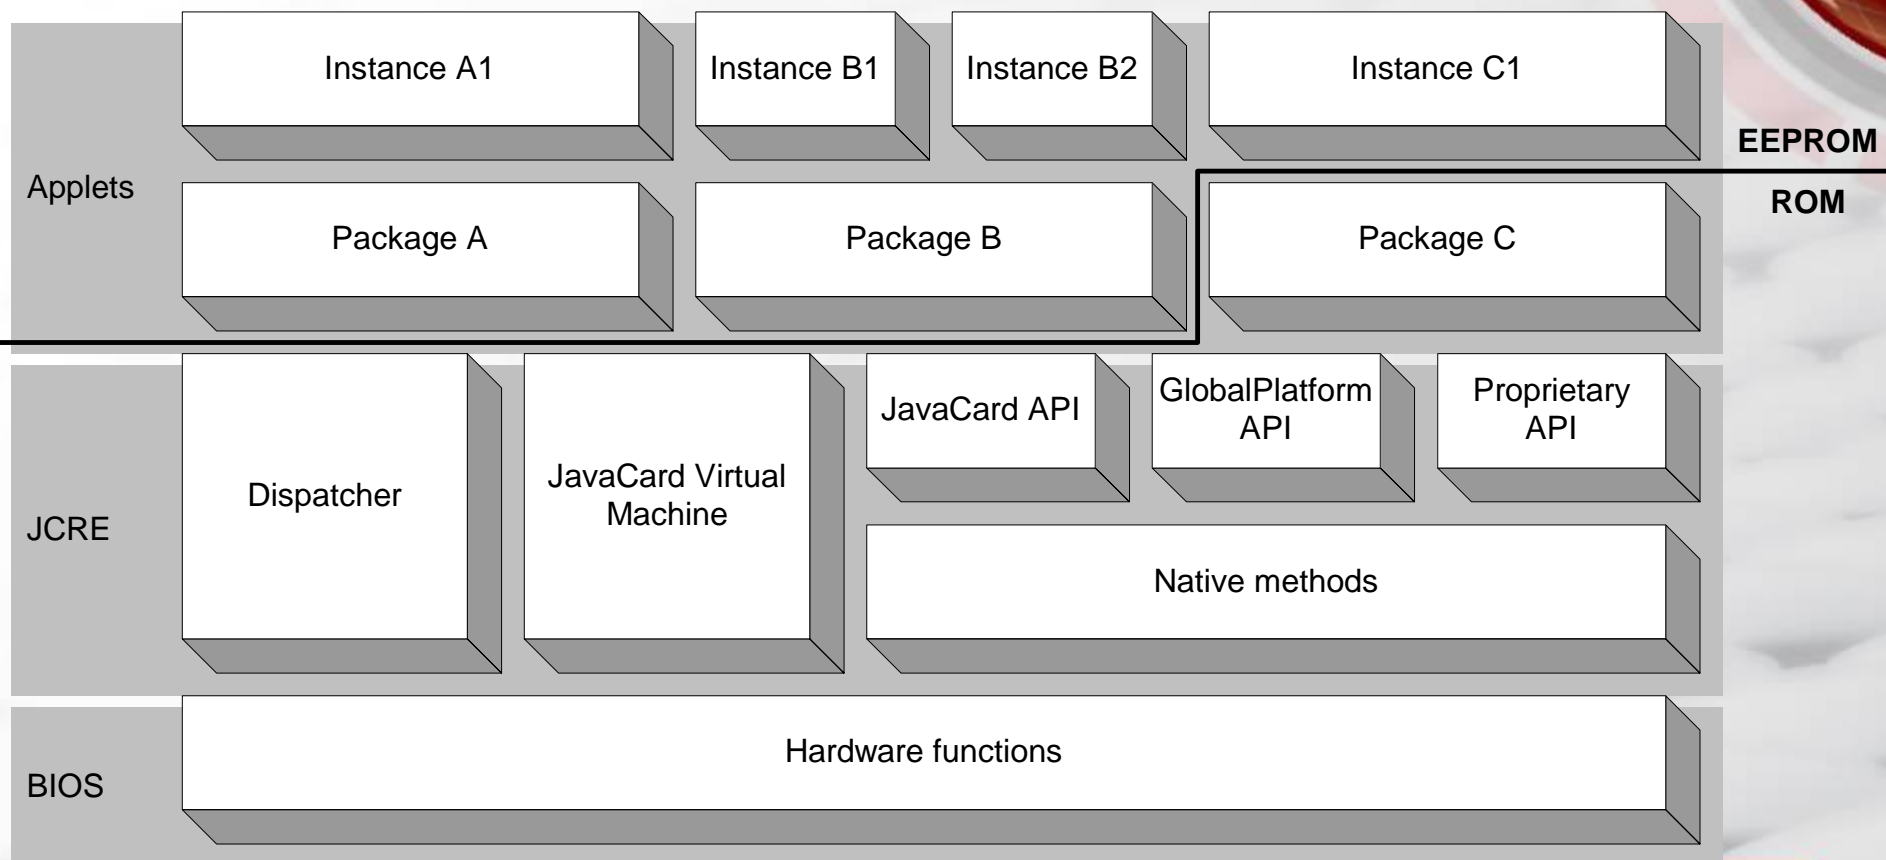 Instance A1
Instance B1
Instance B2
Instance C1
EEPROM
Applets
ROM
Package A
Package B
Package C
GlobalPlatform
API
Proprietary
API
JavaCard API
JavaCard Virtual
Machine
Dispatcher
JCRE
Native methods
Hardware functions
BIOS